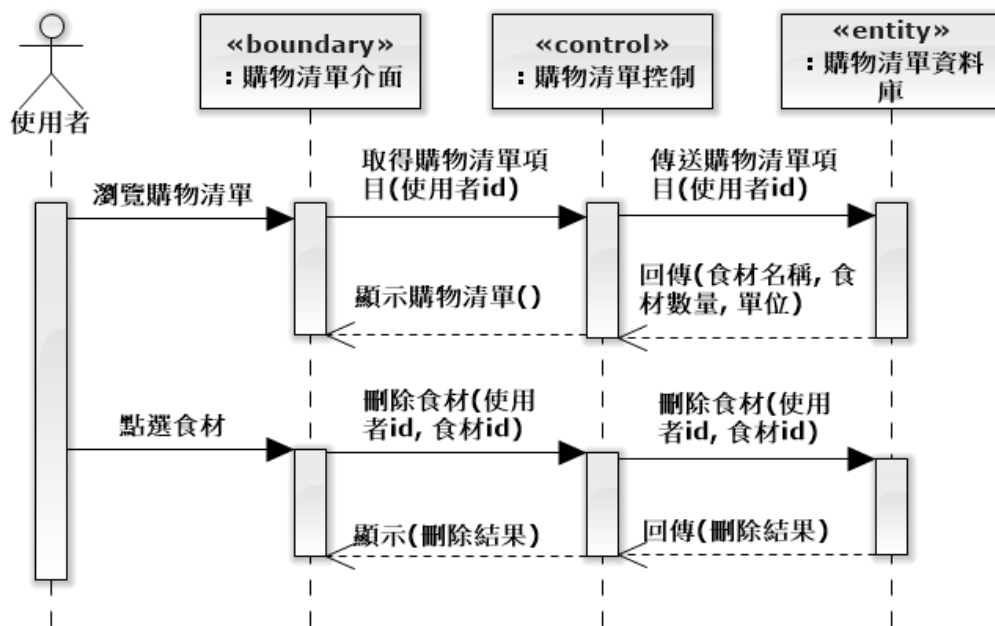 使用者
«boundary»
: 購物清單介面
«control»
: 購物清單控制
«entity»
: 購物清單資料
庫
瀏覽購物清單
取得購物清單項
目(使用者id)
傳送購物清單項
目(使用者id)
顯示購物清單()
回傳(食材名稱, 食
材數量, 單位)
點選食材
刪除食材(使用
者id, 食材id)
刪除食材(使用
者id, 食材id)
顯示(刪除結果)
回傳(刪除結果)